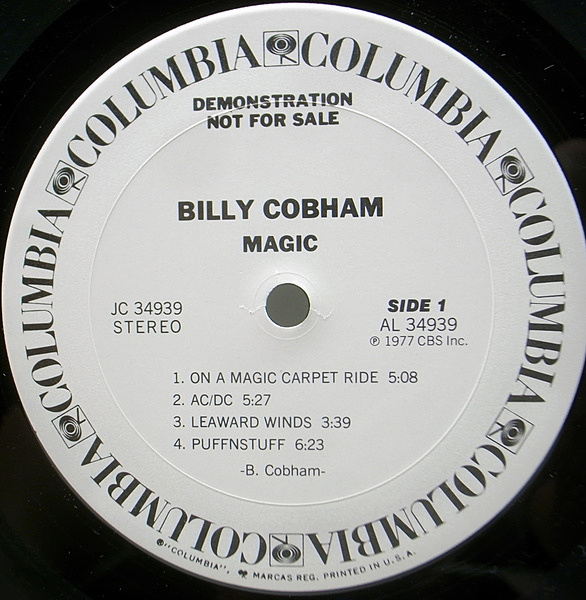 COLUMBIA COLUMBIA COLUMBIA COLUMBIA COLUMBIA COLUMBIA COLUMBIA COLUMBIA
DEMONSTRATION
NOT FOR SALE
BILLY COBHAM
MAGIC
JC 34939
STEREO
SIDE 1
AL 34939
℗ 1977 CBS Inc.
1. ON A MAGIC CARPET RIDE 5:08
2. AC/DC 5:27
3. LEAWARD WINDS 3:39
4. PUFFNSTUFF 6:23
-B. Cobham-
®"COLUMBIA", MARCAS REG. PRINTED IN U.S.A.